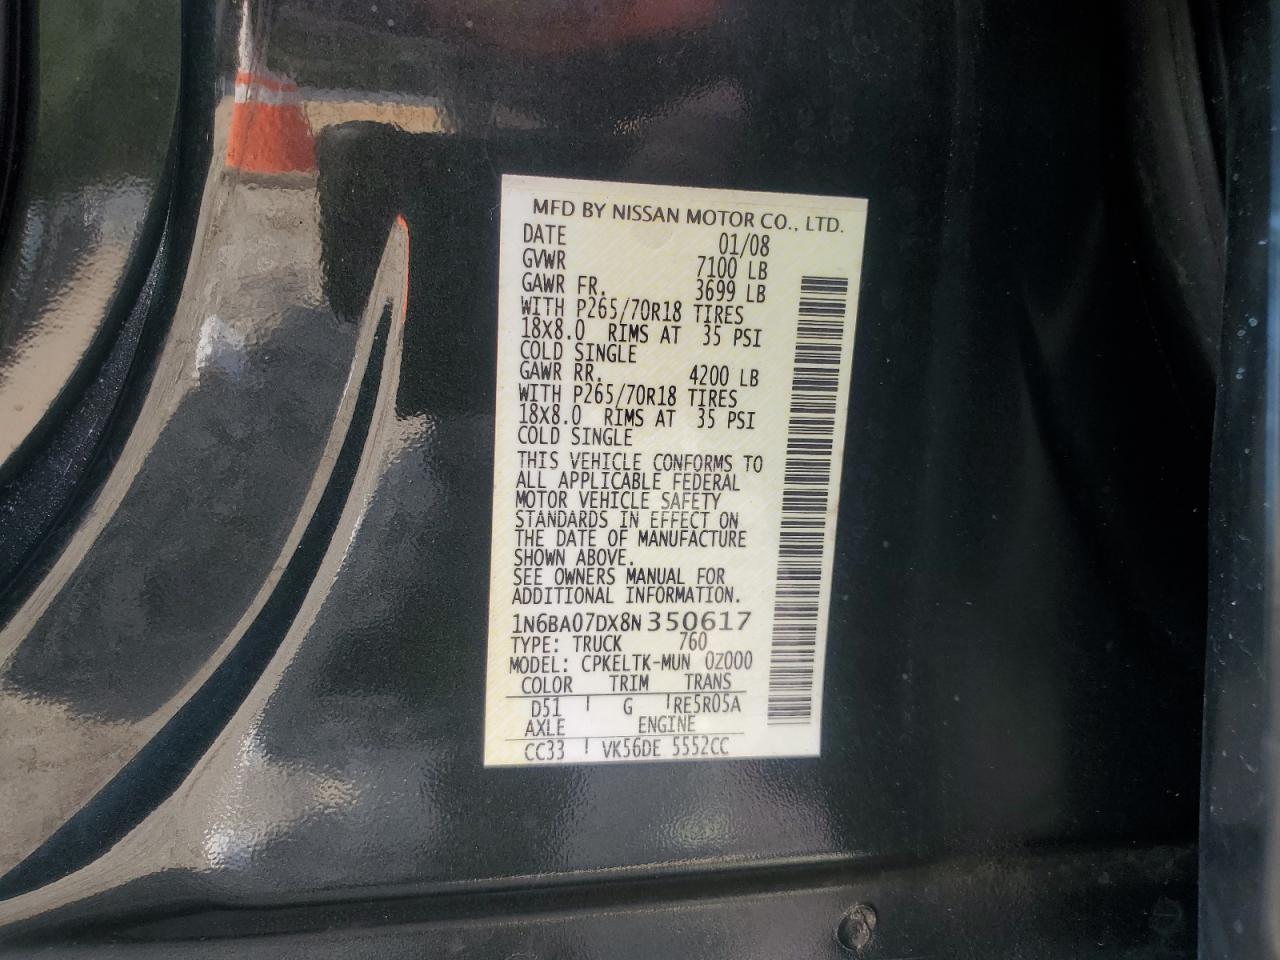 MFD BY NISSAN MOTOR CO., LTD.
DATE 01/08
GVWR 7100 LB
GAWR FR. 3699 LB
WITH P265/70R18 TIRES
18X8.0 RIMS AT 35 PSI
COLD SINGLE
GAWR RR. 4200 LB
WITH P265/70R18 TIRES
18X8.0 RIMS AT 35 PSI
COLD SINGLE
THIS VEHICLE CONFORMS TO
ALL APPLICABLE FEDERAL
MOTOR VEHICLE SAFETY
STANDARDS IN EFFECT ON
THE DATE OF MANUFACTURE
SHOWN ABOVE.
SEE OWNERS MANUAL FOR
ADDITIONAL INFORMATION.
1N6BA07DX8N350617
TYPE: TRUCK 760
MODEL: CPKELTK-MUN 0Z000
COLOR TRIM TRANS
D51 G RE5R05A
AXLE ENGINE
CC33 VK56DE 5552CC